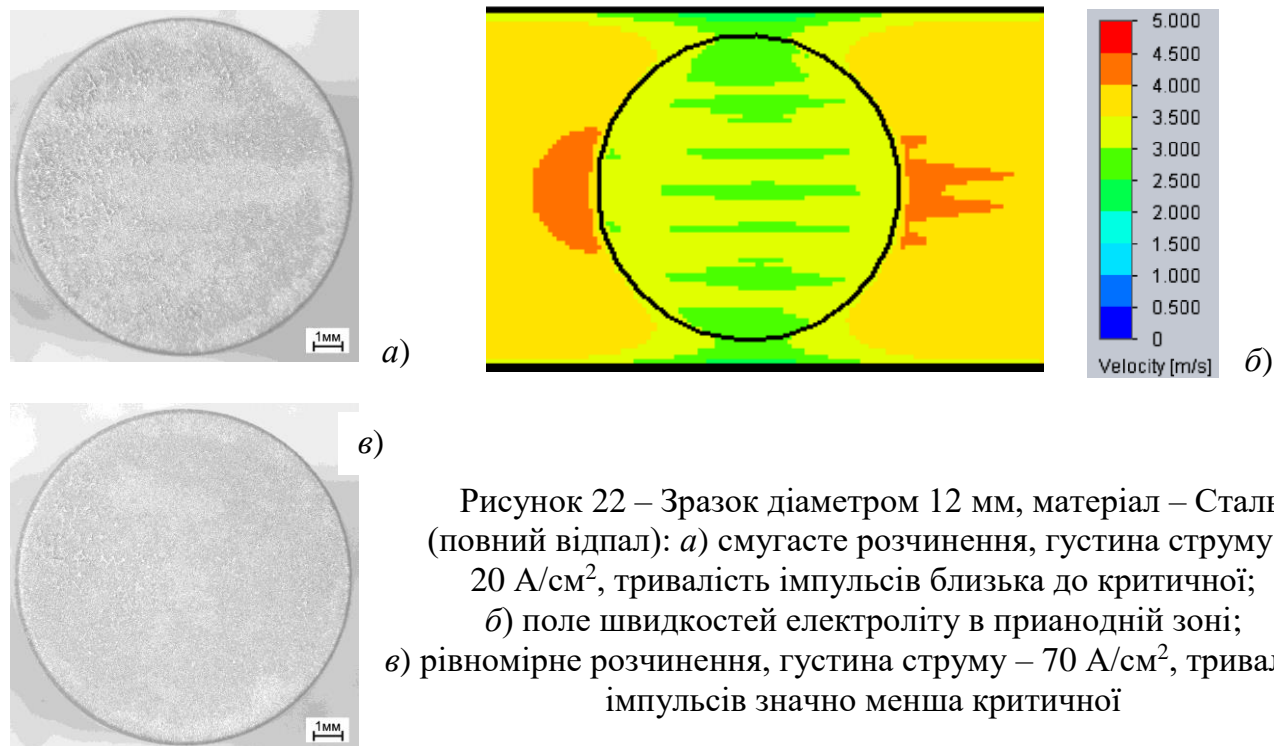 1мм
а)
5.000
4.500
4.000
3.500
3.000
2.500
2.000
1.500
1.000
0.500
0
Velocity [m/s]
б)
в)
1мм
Рисунок 22 – Зразок діаметром 12 мм, матеріал – Сталь
(повний відпал): а) смугасте розчинення, густина струму
20 А/см², тривалість імпульсів близька до критичної;
б) поле швидкостей електроліту в прианодній зоні;
в) рівномірне розчинення, густина струму – 70 А/см²,
імпульсів значно менша критичної